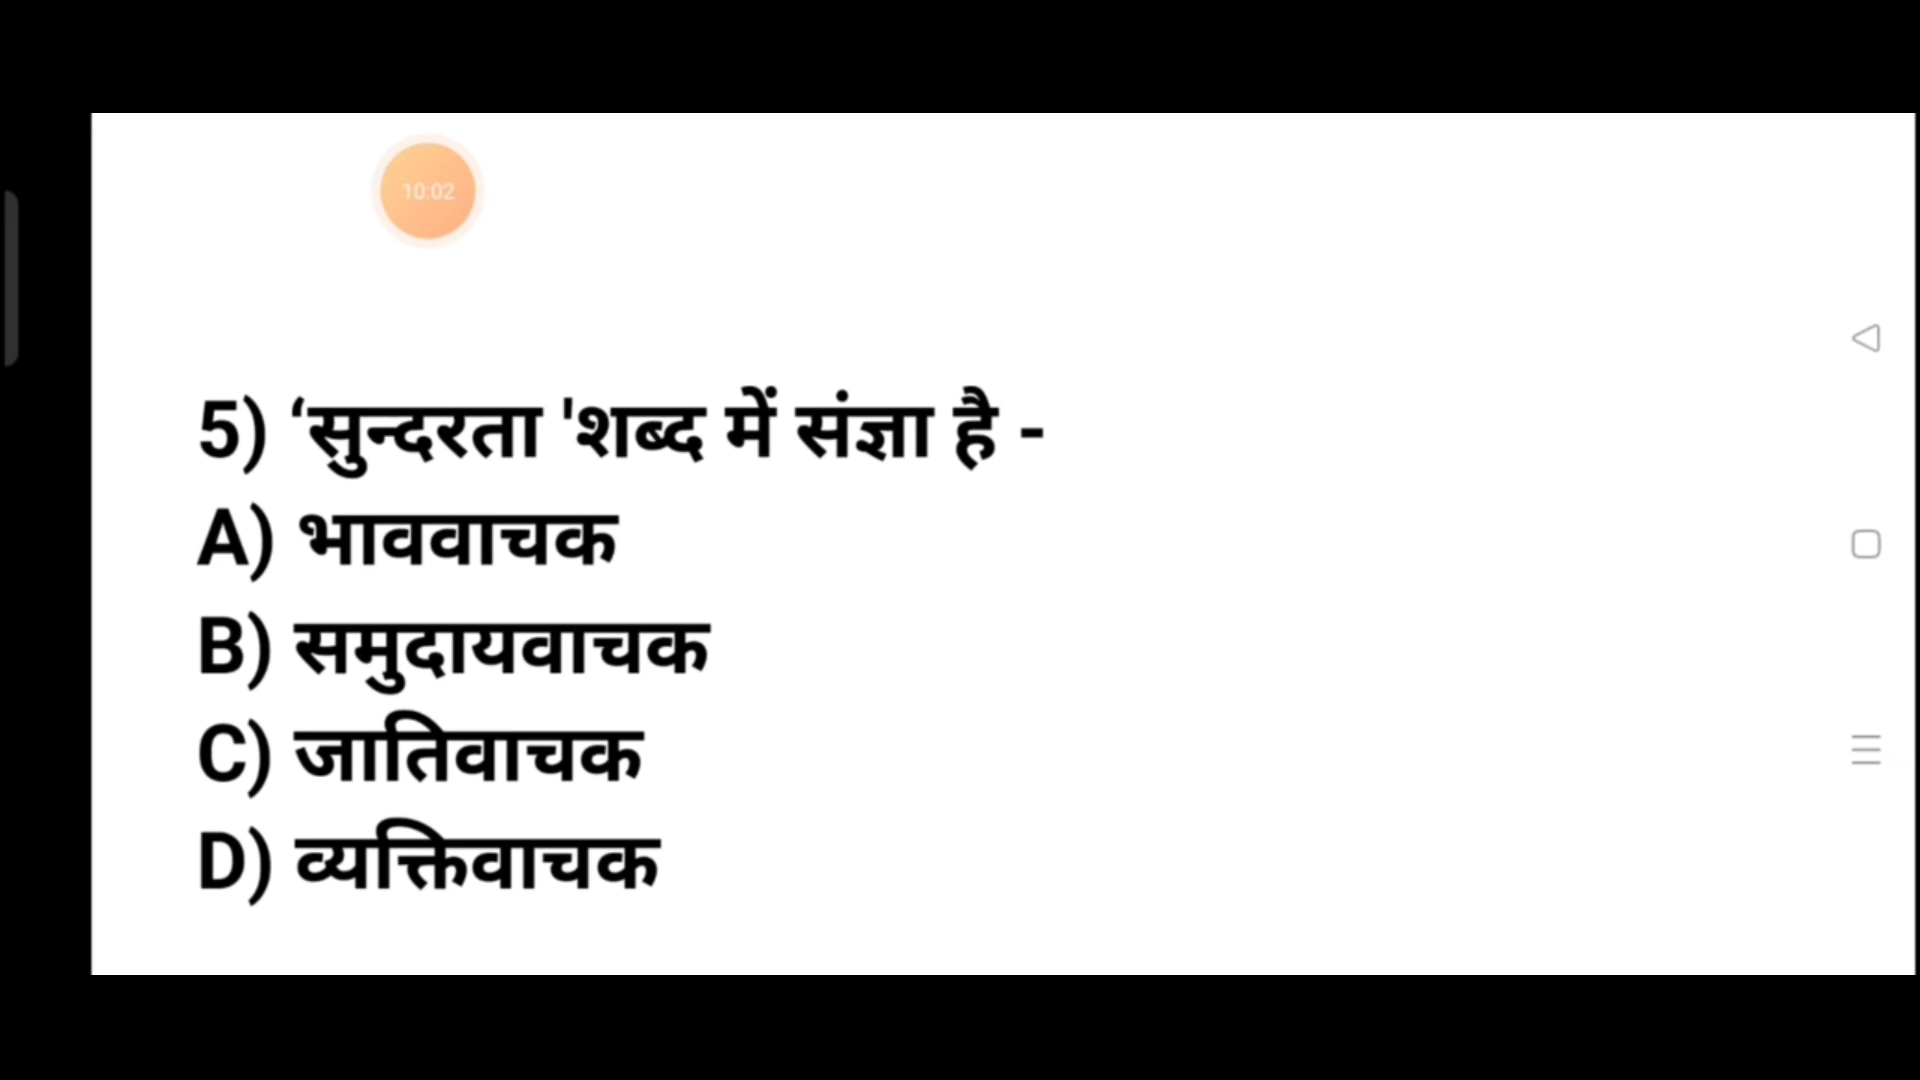 10:02
5) ‘सुन्दरता 'शब्द में संज्ञा है -
A) भाववाचक
B) समुदायवाचक
C) जातिवाचक
D) व्यक्तिवाचक